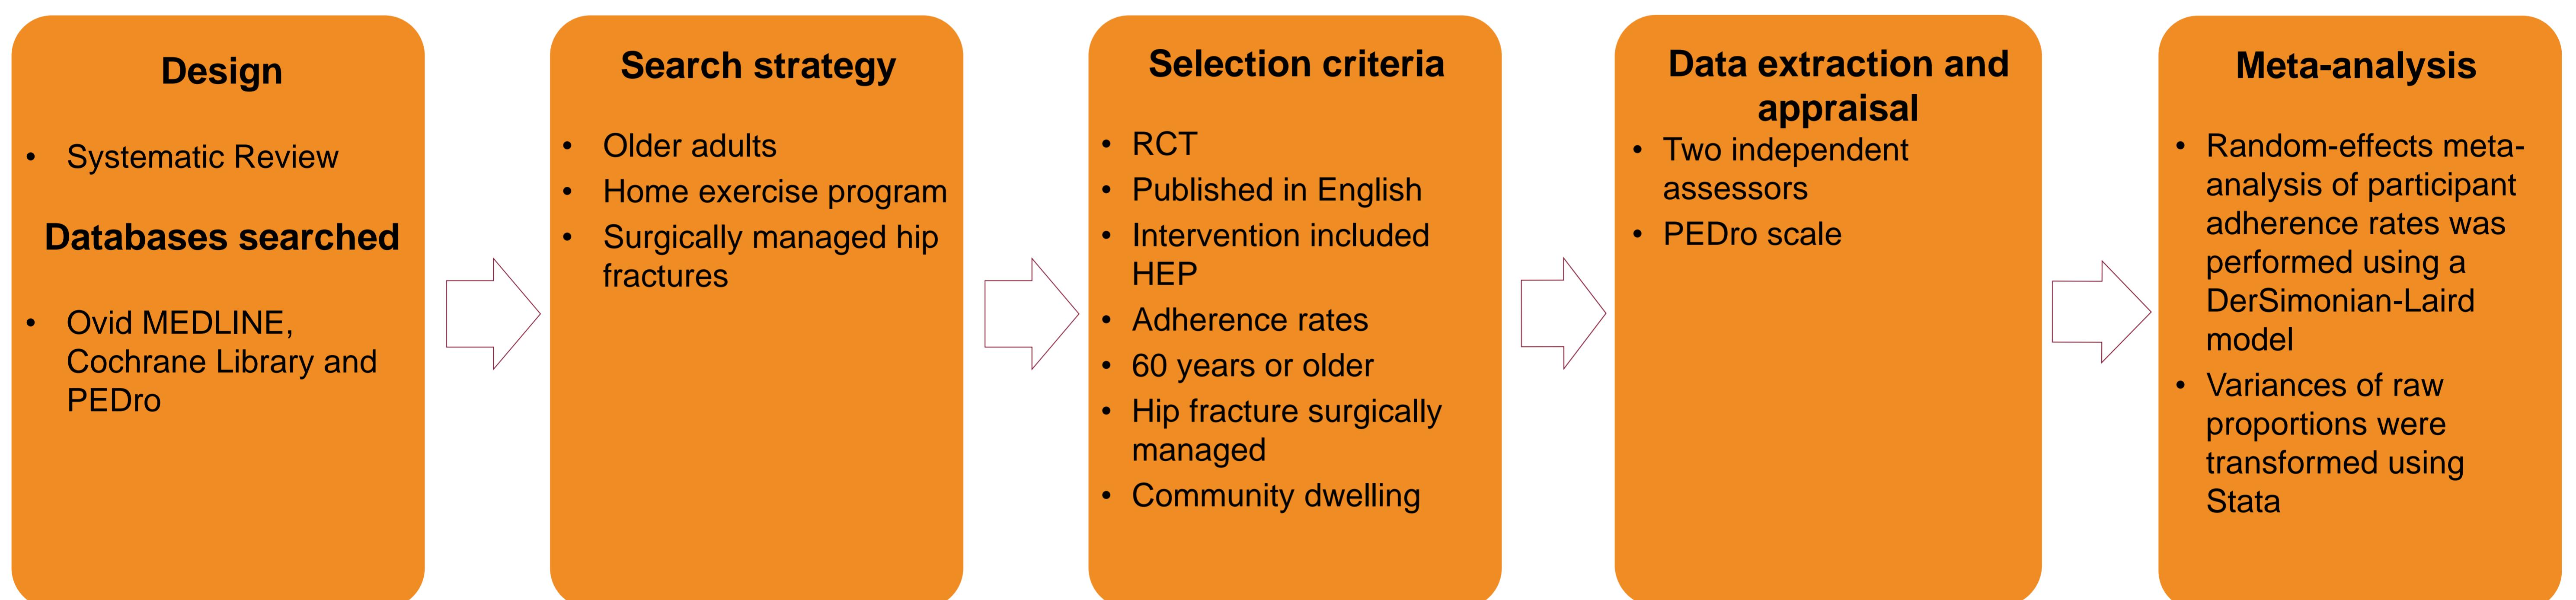 Design
• Systematic Review
Databases searched
• Ovid MEDLINE,
Cochrane Library and
PEDro
Search strategy
• Older adults
• Home exercise program
• Surgically managed hip
fractures
Selection criteria
• RCT
• Published in English
• Intervention included
HEP
• Adherence rates
• 60 years or older
• Hip fracture surgically
managed
• Community dwelling
Data extraction and
appraisal
• Two independent
assessors
• PEDro scale
Meta-analysis
• Random-effects meta-
analysis of participant
adherence rates was
performed using a
DerSimonian-Laird
model
• Variances of raw
proportions were
transformed using
Stata